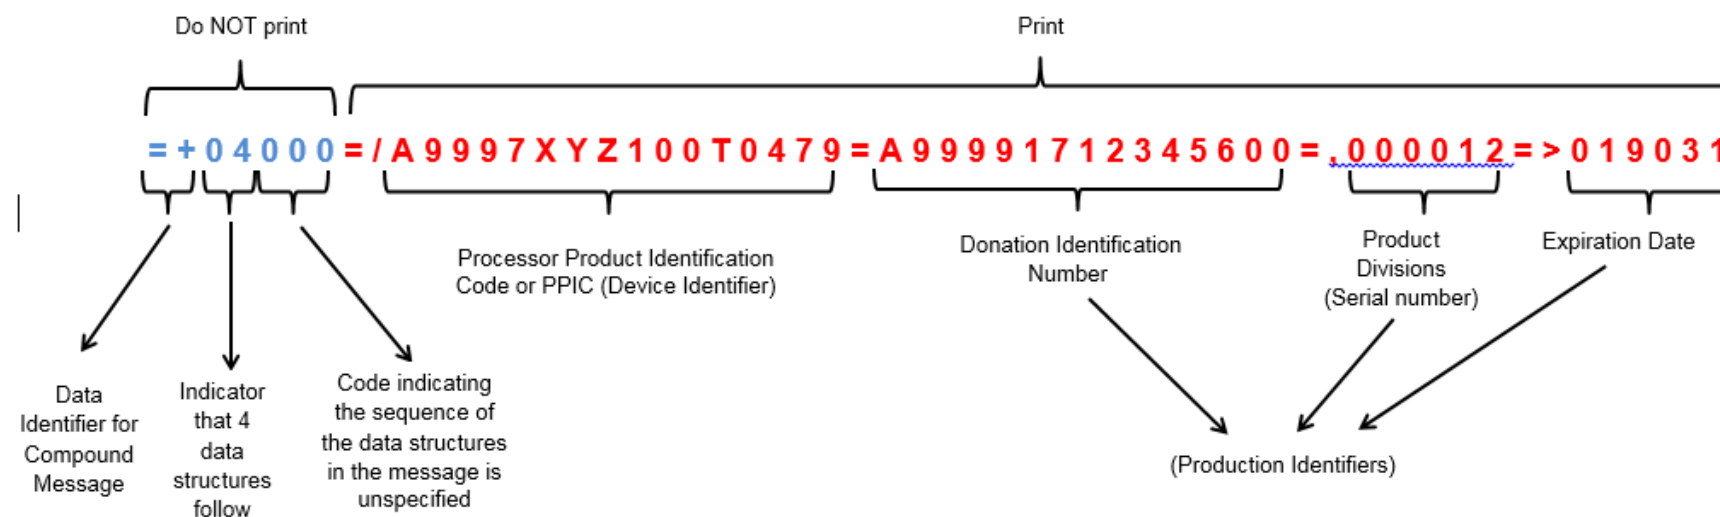 Do NOT print
Print
=+04000=/A9997XYZ100T0479=A99991712345600=,000012=>019031
Processor Product Identification
Code or PPIC (Device Identifier)
Donation Identification
Number
Product
Divisions
(Serial number)
Expiration Date
Data
Identifier for
Compound
Message
Indicator
that 4
data
structures
follow
Code indicating
the sequence of
the data structures
in the message is
unspecified
(Production Identifiers)